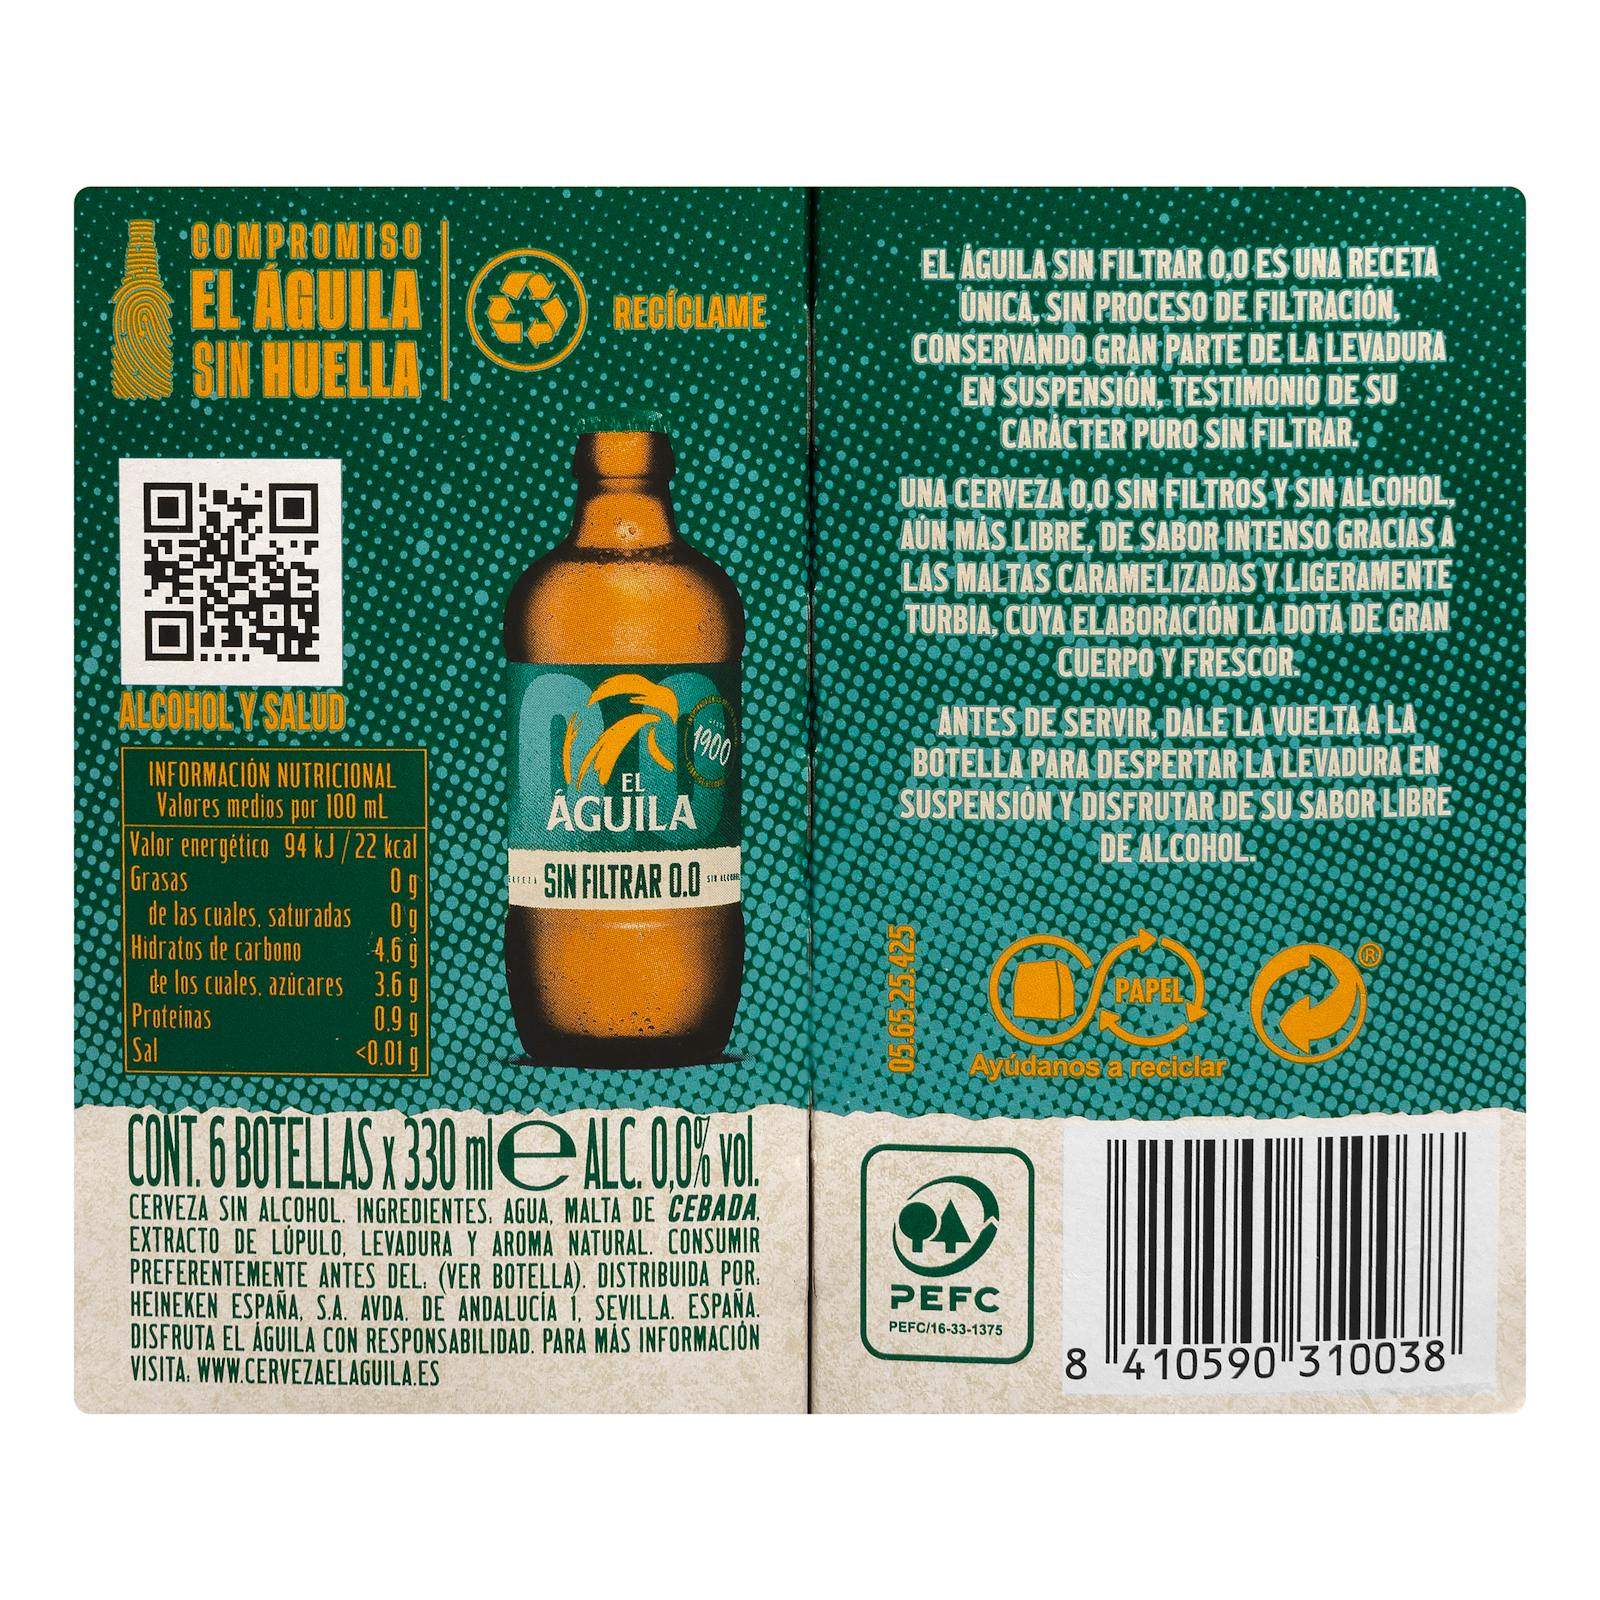 COMPROMISO
EL ÁGUILA
SIN HUELLA
RECÍCLAME
ALCOHOL Y SALUD
INFORMACIÓN NUTRICIONAL
Valores medios por 100 mL
Valor energético 94 kJ / 22 kcal
Grasas 0 g
de las cuales, saturadas 0 g
Hidratos de carbono 4.6 g
de los cuales, azúcares 3.6 g
Proteínas 0.9 g
Sal <0.01 g
1900
EL
ÁGUILA
SIN FILTRAR 0.0
CONT. 6 BOTELLAS x 330 ml e ALC. 0,0% vol.
CERVEZA SIN ALCOHOL. INGREDIENTES: AGUA, MALTA DE CEBADA,
EXTRACTO DE LÚPULO, LEVADURA Y AROMA NATURAL. CONSUMIR
PREFERENTEMENTE ANTES DEL: (VER BOTELLA). DISTRIBUIDA POR:
HEINEKEN ESPAÑA, S.A. AVDA. DE ANDALUCÍA 1, SEVILLA. ESPAÑA.
DISFRUTA EL ÁGUILA CON RESPONSABILIDAD. PARA MÁS INFORMACIÓN
VISITA: WWW.CERVEZAELAGUILA.ES
EL ÁGUILA SIN FILTRAR 0,0 ES UNA RECETA
ÚNICA, SIN PROCESO DE FILTRACIÓN,
CONSERVANDO GRAN PARTE DE LA LEVADURA
EN SUSPENSIÓN, TESTIMONIO DE SU
CARÁCTER PURO SIN FILTRAR.
UNA CERVEZA 0,0 SIN FILTROS Y SIN ALCOHOL,
AÚN MÁS LIBRE, DE SABOR INTENSO GRACIAS A
LAS MALTAS CARAMELIZADAS Y LIGERAMENTE
TURBIA, CUYA ELABORACIÓN LA DOTA DE GRAN
CUERPO Y FRESCOR.
ANTES DE SERVIR, DALE LA VUELTA A LA
BOTELLA PARA DESPERTAR LA LEVADURA EN
SUSPENSIÓN Y DISFRUTAR DE SU SABOR LIBRE
DE ALCOHOL.
05.65.25.425
PAPEL
Ayúdanos a reciclar
®
PEFC
PEFC/16-33-1375
8 410590 310038